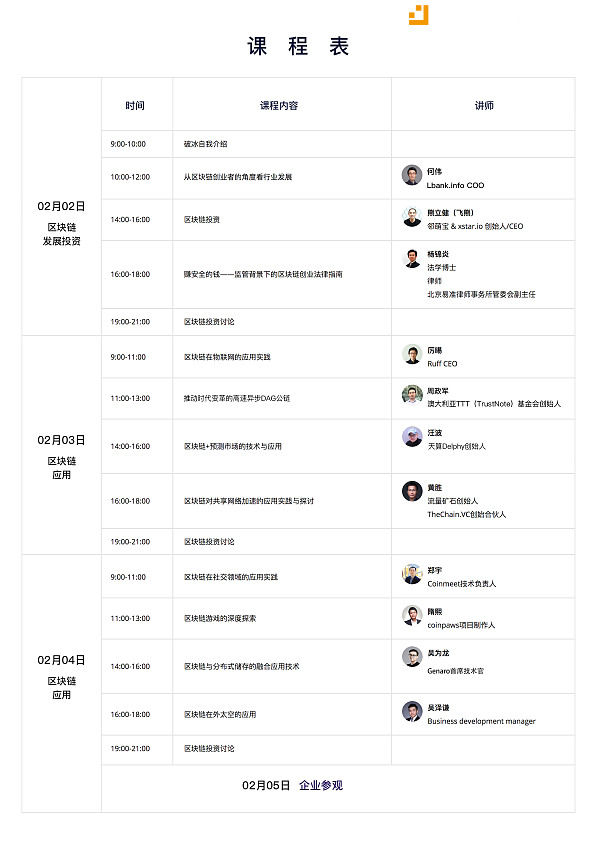 课 程 表
时间 课程内容 讲师
02月02日
区块链
发展投资
9:00-10:00 破冰自我介绍
10:00-12:00 从区块链创业者的角度看行业发展 何伟
Lbank.info COO
14:00-16:00 区块链投资 熊立健（飞熊）
邻萌宝 & xstar.io 创始人/CEO
16:00-18:00 赚安全的钱——监管背景下的区块链创业法律指南 杨锦炎
法学博士
律师
北京易准律师事务所管委会副主任
19:00-21:00 区块链投资讨论
02月03日
区块链
应用
9:00-11:00 区块链在物联网的应用实践 厉旸
Ruff CEO
11:00-13:00 推动时代变革的高速异步DAG公链 周政军
澳大利亚TTT（TrustNote）基金会创始人
14:00-16:00 区块链+预测市场的技术与应用 汪波
天算Delphy创始人
16:00-18:00 区块链对共享网络加速的应用实践与探讨 黄胜
流量矿石创始人
TheChain.VC创始合伙人
19:00-21:00 区块链投资讨论
02月04日
区块链
应用
9:00-11:00 区块链在社交领域的应用实践 郑宇
Coinmeet技术负责人
11:00-13:00 区块链游戏的深度探索 隋熙
coinpaws项目制作人
14:00-16:00 区块链与分布式储存的融合应用技术 吴为龙
Genaro首席技术官
16:00-18:00 区块链在外太空的应用 吴泽谦
Business development manager
19:00-21:00 区块链投资讨论
02月05日 企业参观